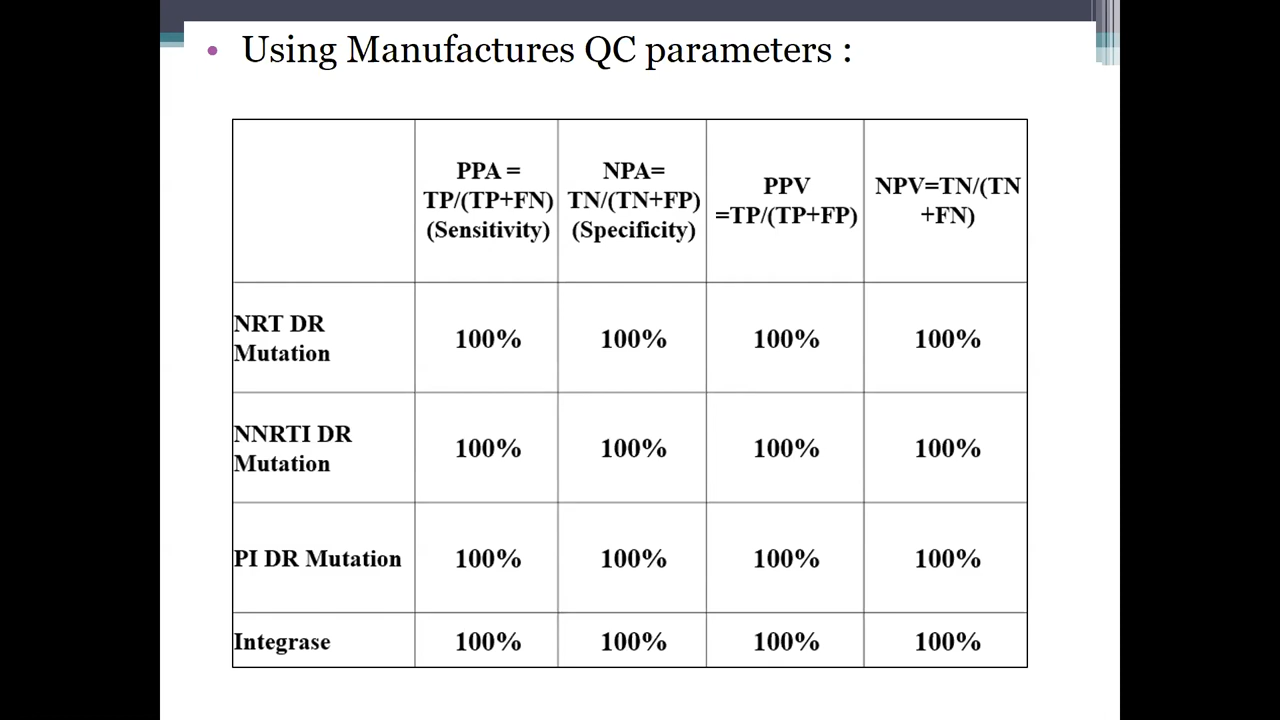 • Using Manufactures QC parameters :
PPA =
TP/(TP+FN)
(Sensitivity)
NPA=
TN/(TN+FP)
(Specificity)
PPV
=TP/(TP+FP)
NPV=TN/(TN
+FN)
NRT DR
Mutation
100% 100% 100% 100%
NNRTI DR
Mutation
100% 100% 100% 100%
PI DR Mutation 100% 100% 100% 100%
Integrase 100% 100% 100% 100%